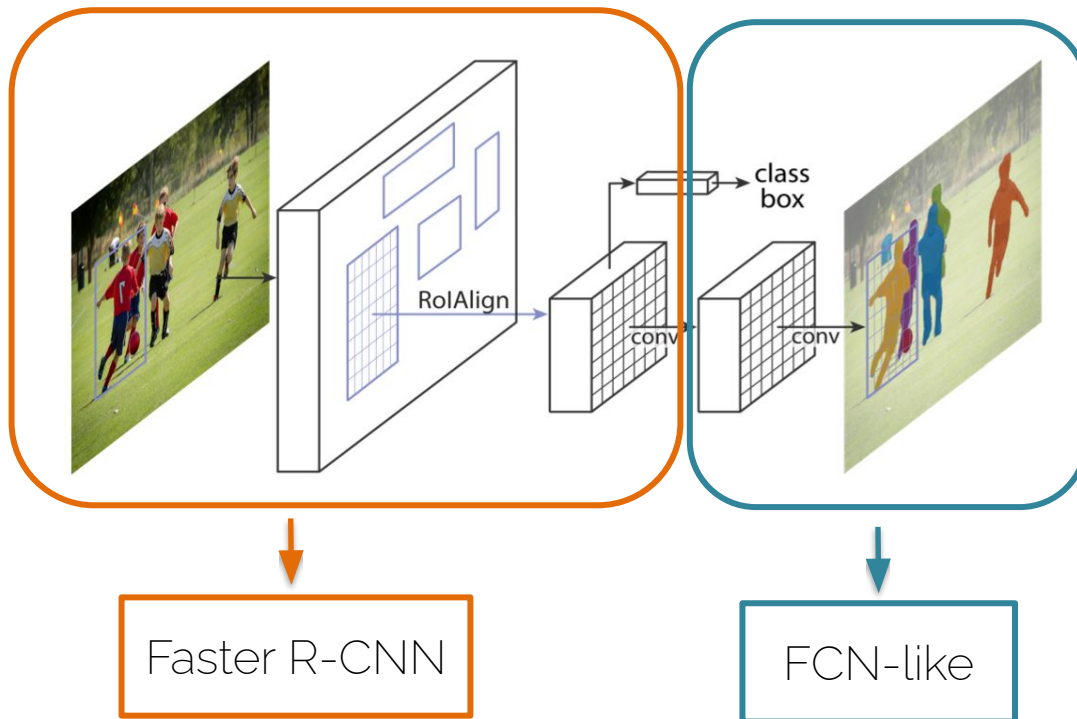 class
box
RoIAlign
conv
conv
Faster R-CNN
FCN-like